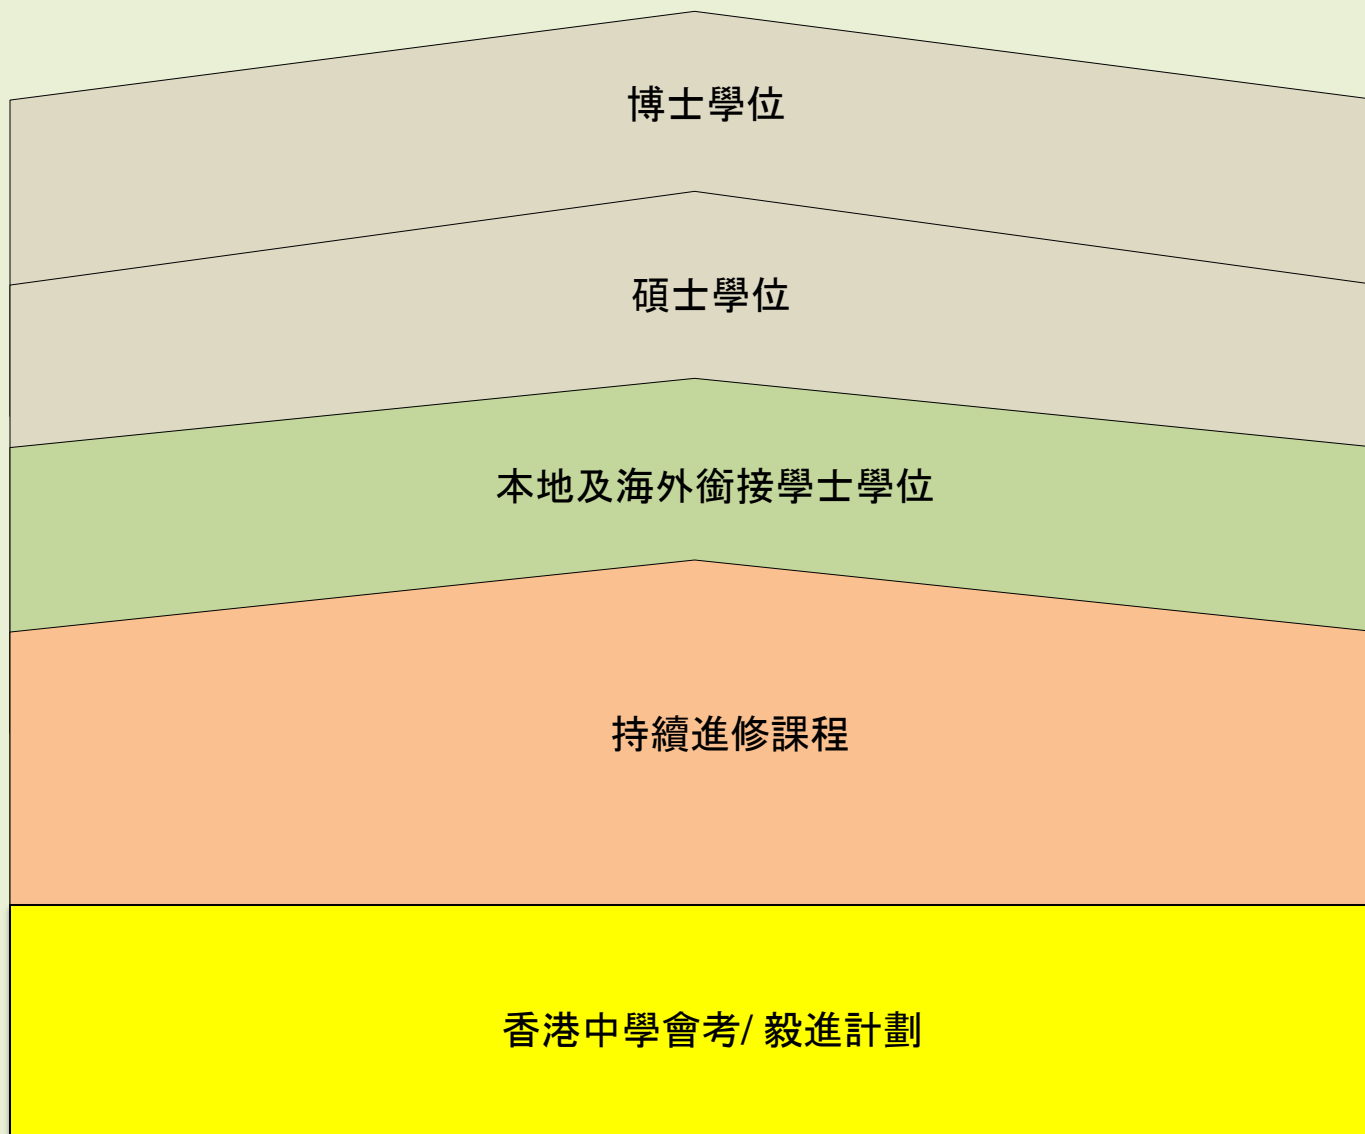 博士學位
碩士學位
本地及海外銜接學士學位
持續進修課程
香港中學會考/ 毅進計劃